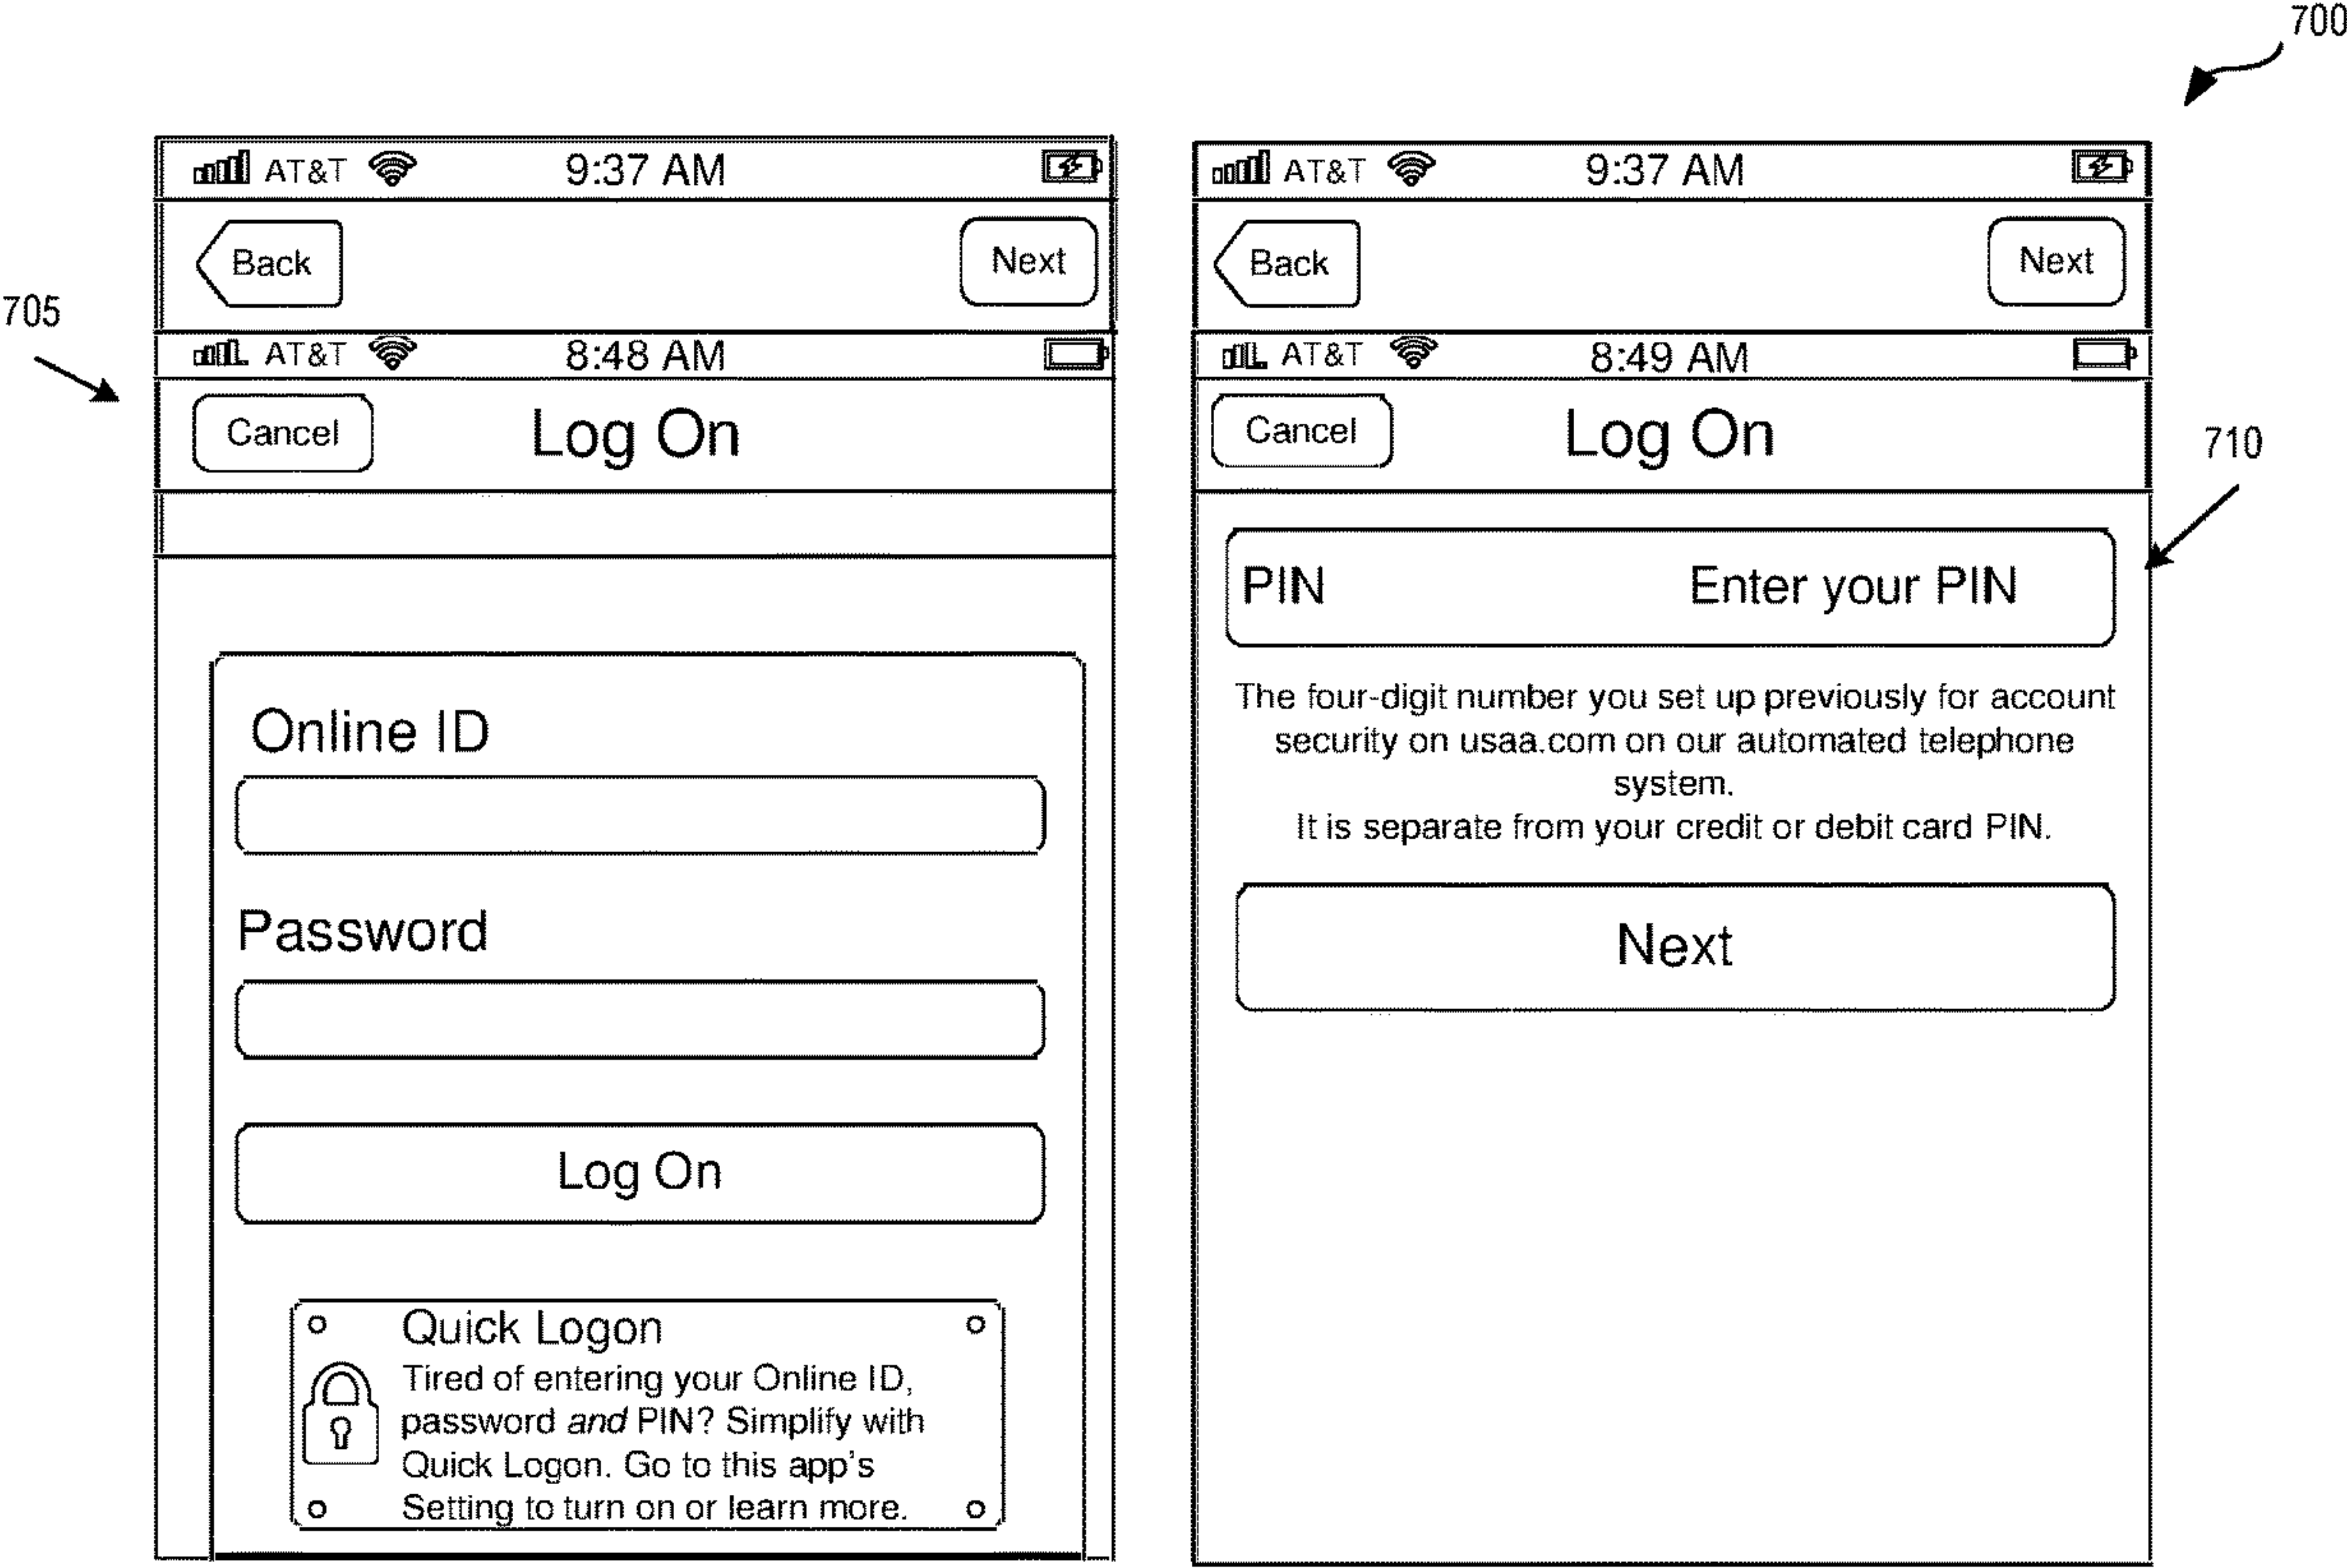 700
AT&T 9:37 AM
Back Next
705
AT&T 8:48 AM
Cancel Log On
Online ID
Password
Log On
Quick Logon
Tired of entering your Online ID,
password and PIN? Simplify with
Quick Logon. Go to this app's
Setting to turn on or learn more.
AT&T 9:37 AM
Back Next
AT&T 8:49 AM
Cancel Log On
710
PIN Enter your PIN
The four-digit number you set up previously for account
security on usaa.com on our automated telephone
system.
It is separate from your credit or debit card PIN.
Next